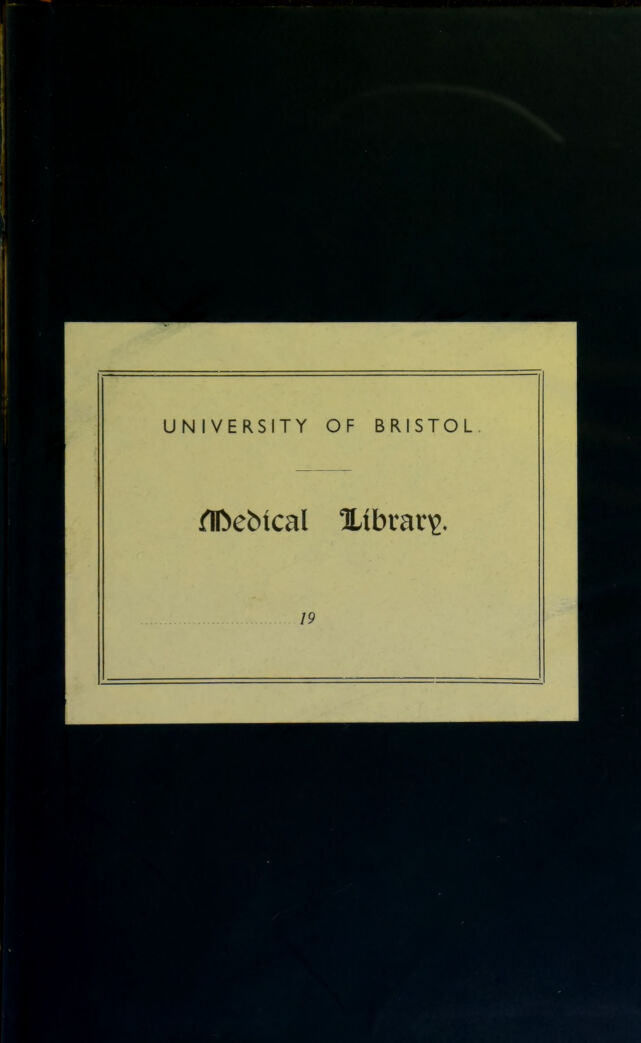 UNIVERSITY OF BRISTOL.
Medical Library.
............................ 19